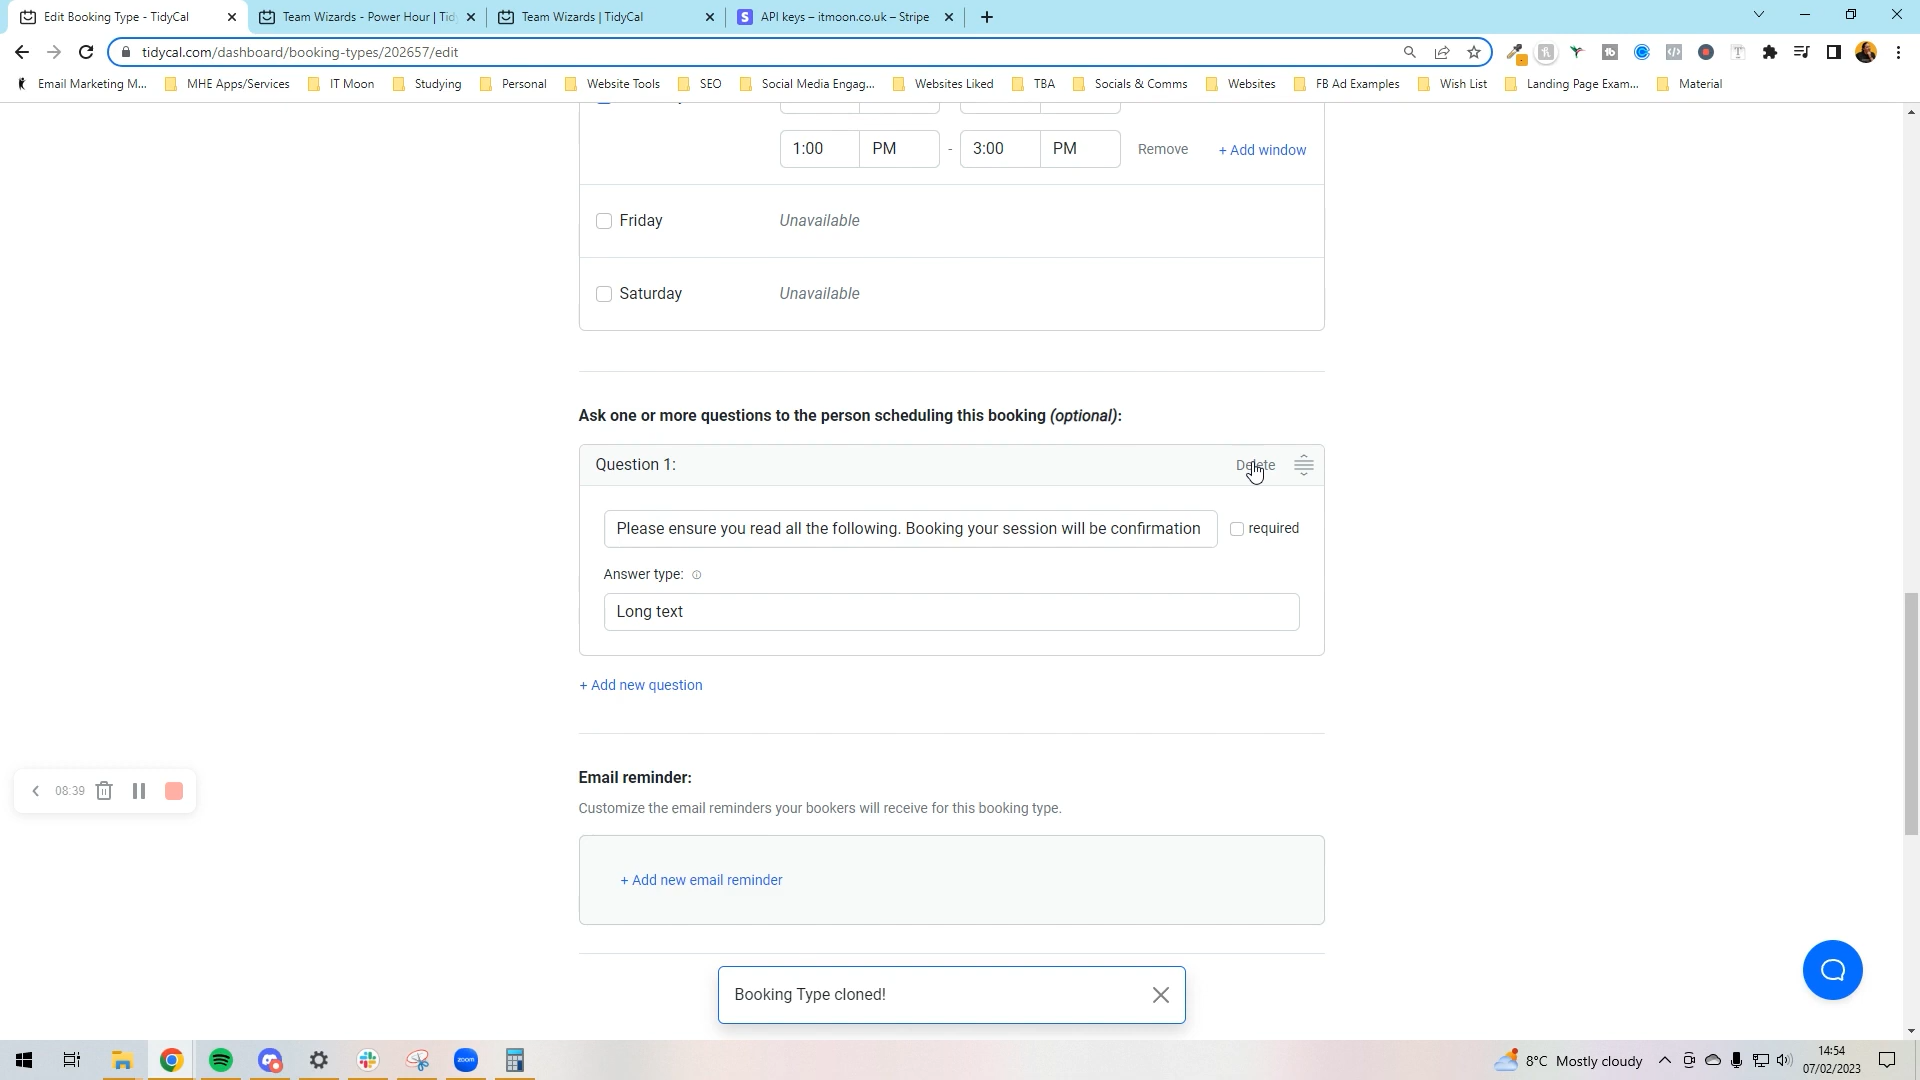 Edit Booking Type - TidyCal
Team Wizards - Power Hour | Tid
Team Wizards | TidyCal
S API keys – itmoon.co.uk – Stripe
tidycal.com/dashboard/booking-types/202657/edit
Email Marketing M...
MHE Apps/Services
IT Moon
Studying
Personal
Website Tools
SEO
Social Media Engag...
Websites Liked
TBA
Socials & Comms
Websites
FB Ad Examples
Wish List
Landing Page Exam...
Material
1:00 PM - 3:00 PM Remove + Add window
Friday Unavailable
Saturday Unavailable
Ask one or more questions to the person scheduling this booking (optional):
Question 1: Delete
Please ensure you read all the following. Booking your session will be confirmation required
Answer type:
Long text
+ Add new question
08:39
Email reminder:
Customize the email reminders your bookers will receive for this booking type.
+ Add new email reminder
Booking Type cloned!
zoom
8°C Mostly cloudy
14:54
07/02/2023